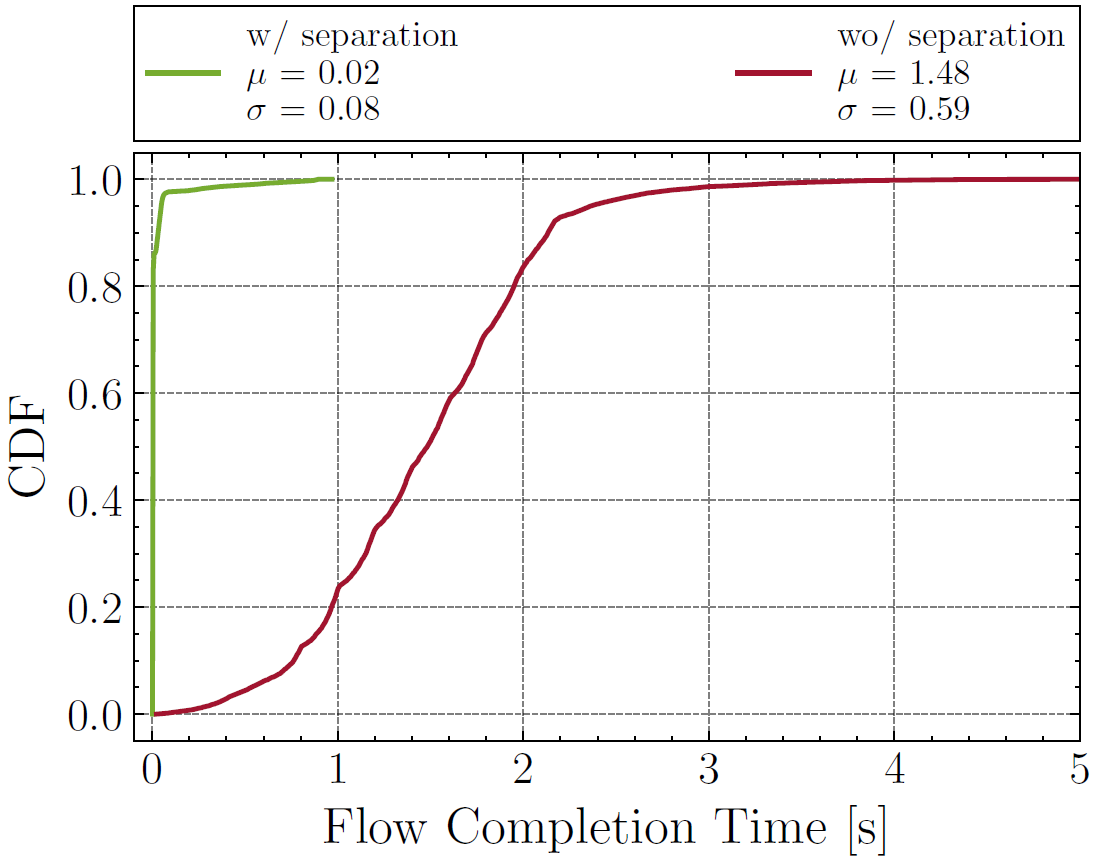 w/ separation
μ = 0.02
σ = 0.08
wo/ separation
μ = 1.48
σ = 0.59
1.0
0.8
0.6
0.4
0.2
0.0
CDF
0 1 2 3 4 5
Flow Completion Time [s]